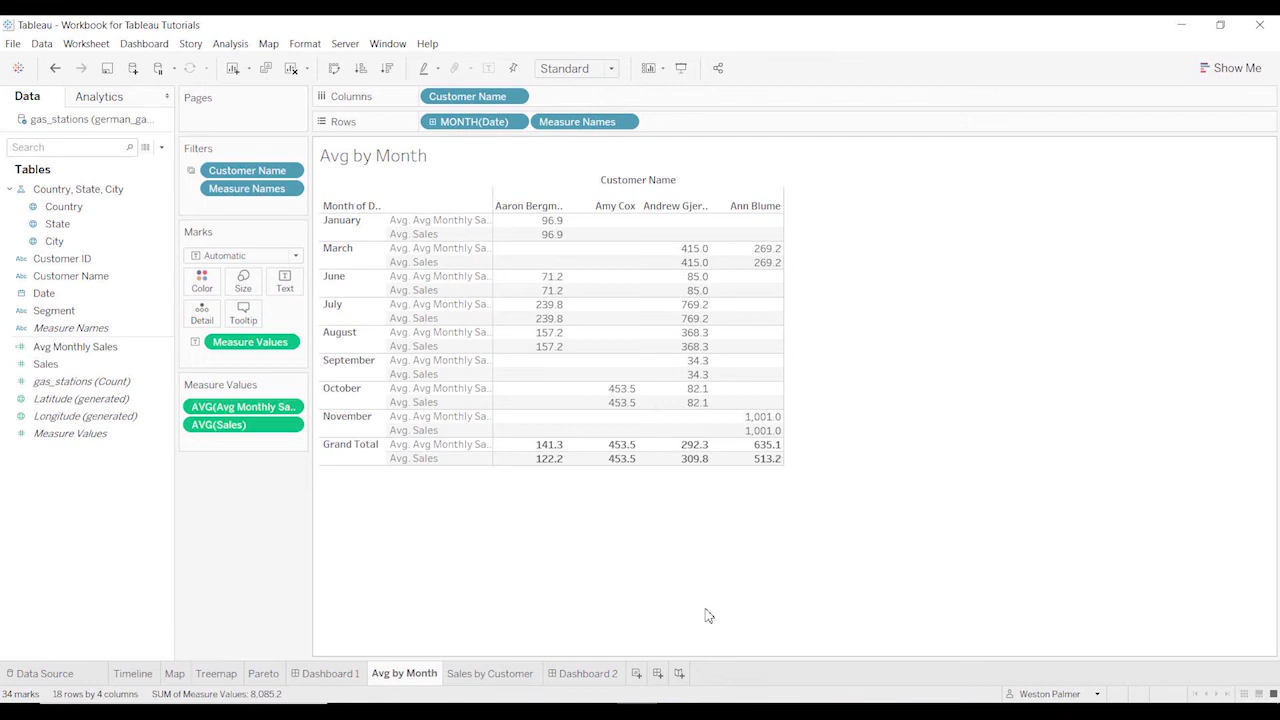 Tableau - Workbook for Tableau Tutorials
File Data Worksheet Dashboard Story Analysis Map Format Server Window Help
Standard
Show Me
Data Analytics
gas_stations (german_ga...
Search
Tables
Country, State, City
Country
State
City
Abc Customer ID
Abc Customer Name
Date
Abc Segment
Abc Measure Names
Avg Monthly Sales
Sales
gas_stations (Count)
Latitude (generated)
Longitude (generated)
Measure Values
Pages
Filters
Customer Name
Measure Names
Marks
Automatic
Color Size Text
Detail Tooltip
Measure Values
Measure Values
AVG(Avg Monthly Sa..
AVG(Sales)
Columns Customer Name
Rows MONTH(Date) Measure Names
Avg by Month
Customer Name
Month of D.. Aaron Bergm.. Amy Cox Andrew Gjer.. Ann Blume
January Avg. Avg Monthly Sa.. 96.9
Avg. Sales 96.9
March Avg. Avg Monthly Sa.. 415.0 269.2
Avg. Sales 415.0 269.2
June Avg. Avg Monthly Sa.. 71.2 85.0
Avg. Sales 71.2 85.0
July Avg. Avg Monthly Sa.. 239.8 769.2
Avg. Sales 239.8 769.2
August Avg. Avg Monthly Sa.. 157.2 368.3
Avg. Sales 157.2 368.3
September Avg. Avg Monthly Sa.. 34.3
Avg. Sales 34.3
October Avg. Avg Monthly Sa.. 453.5 82.1
Avg. Sales 453.5 82.1
November Avg. Avg Monthly Sa.. 1,001.0
Avg. Sales 1,001.0
Grand Total Avg. Avg Monthly Sa.. 141.3 453.5 292.3 635.1
Avg. Sales 122.2 453.5 309.8 513.2
Data Source Timeline Map Treemap Pareto Dashboard 1 Avg by Month Sales by Customer Dashboard 2
34 marks 18 rows by 4 columns SUM of Measure Values: 8,085.2 Weston Palmer